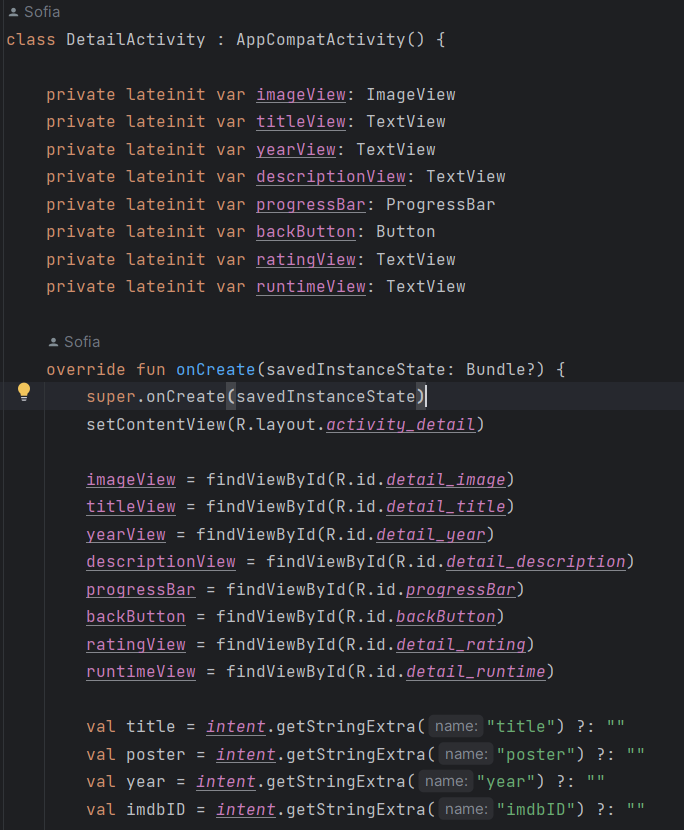 Sofia
class DetailActivity : AppCompatActivity() {
private lateinit var imageView: ImageView
private lateinit var titleView: TextView
private lateinit var yearView: TextView
private lateinit var descriptionView: TextView
private lateinit var progressBar: ProgressBar
private lateinit var backButton: Button
private lateinit var ratingView: TextView
private lateinit var runtimeView: TextView
Sofia
override fun onCreate(savedInstanceState: Bundle?) {
super.onCreate(savedInstanceState)
setContentView(R.layout.activity_detail)
imageView = findViewById(R.id.detail_image)
titleView = findViewById(R.id.detail_title)
yearView = findViewById(R.id.detail_year)
descriptionView = findViewById(R.id.detail_description)
progressBar = findViewById(R.id.progressBar)
backButton = findViewById(R.id.backButton)
ratingView = findViewById(R.id.detail_rating)
runtimeView = findViewById(R.id.detail_runtime)
val title = intent.getStringExtra( name: "title") ?: ""
val poster = intent.getStringExtra( name: "poster") ?: ""
val year = intent.getStringExtra( name: "year") ?: ""
val imdbID = intent.getStringExtra( name: "imdbID") ?: ""